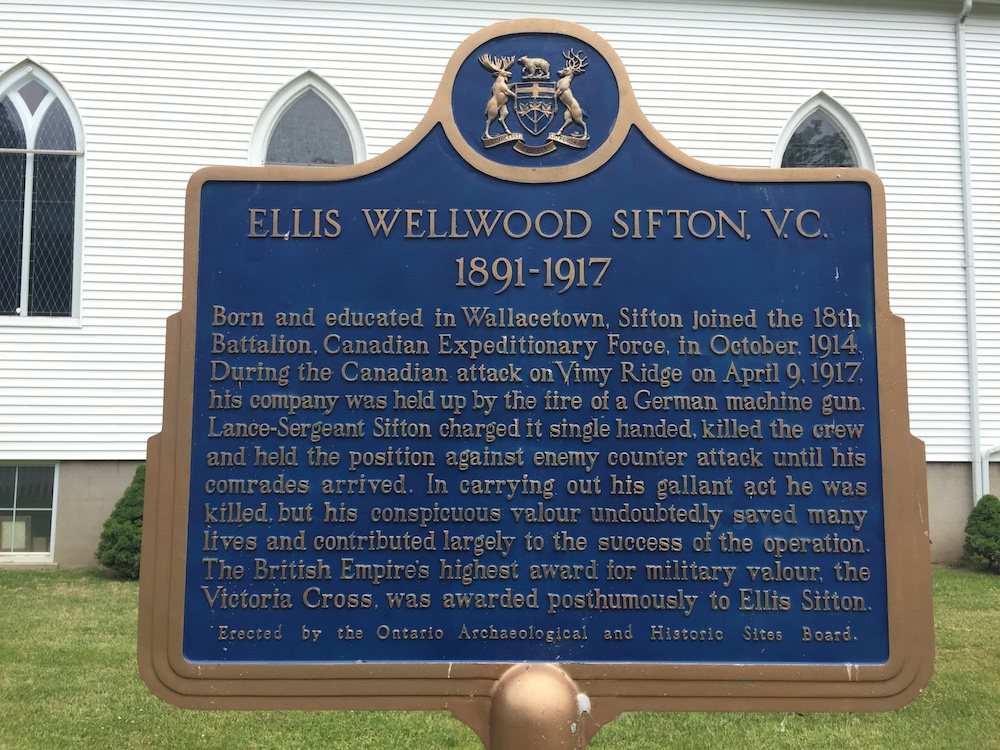 ELLIS WELLWOOD SIFTON, V.C.
1891-1917
Born and educated in Wallacetown, Sifton joined the 18th
Battalion, Canadian Expeditionary Force, in October, 1914.
During the Canadian attack on Vimy Ridge on April 9, 1917,
his company was held up by the fire of a German machine gun.
Lance-Sergeant Sifton charged it single handed, killed the crew
and held the position against enemy counter attack until his
comrades arrived. In carrying out his gallant act he was
killed, but his conspicuous valour undoubtedly saved many
lives and contributed largely to the success of the operation.
The British Empire's highest award for military valour, the
Victoria Cross, was awarded posthumously to Ellis Sifton.
Erected by the Ontario Archaeological and Historic Sites Board.